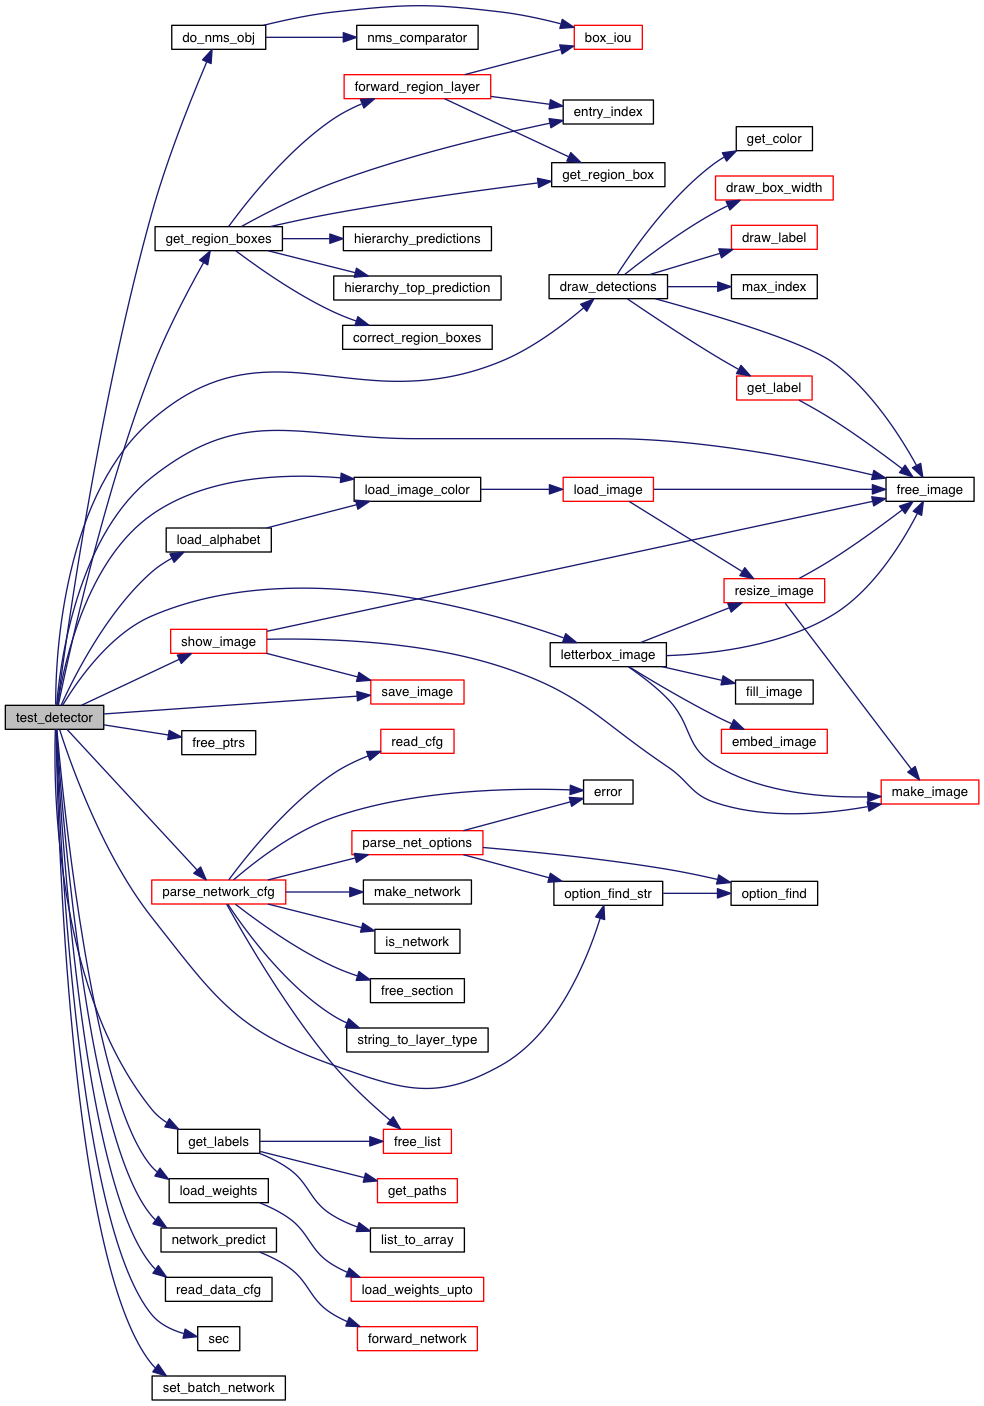 do_nms_obj
nms_comparator
box_iou
forward_region_layer
entry_index
get_color
get_region_box
draw_box_width
get_region_boxes
hierarchy_predictions
draw_label
hierarchy_top_prediction
draw_detections
max_index
correct_region_boxes
get_label
load_image_color
load_image
free_image
load_alphabet
resize_image
show_image
letterbox_image
save_image
fill_image
test_detector
free_ptrs
read_cfg
embed_image
error
make_image
parse_net_options
parse_network_cfg
make_network
option_find_str
option_find
is_network
free_section
string_to_layer_type
get_labels
free_list
load_weights
get_paths
network_predict
list_to_array
read_data_cfg
load_weights_upto
sec
forward_network
set_batch_network